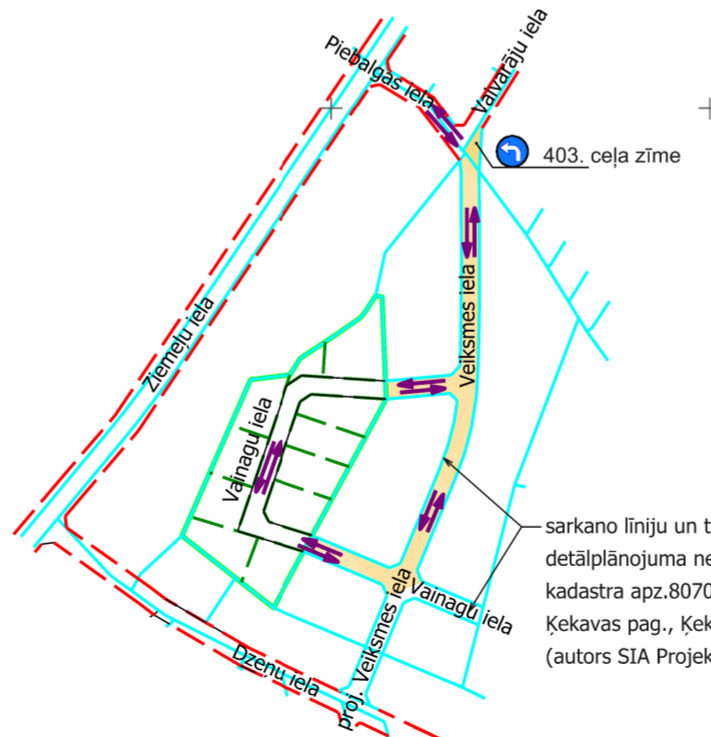 Piebalgas iela
Vaivarāju iela
403. ceļa zīme
Veiksmes iela
Ziemeļu iela
Vainagu iela
sarkano līniju un t
detālplānojuma ne
kadastra apz.8070
Ķekavas pag., Ķek
(autors SIA Projek
Vainagu iela
proj. Veiksmes iela
Dzeņu iela